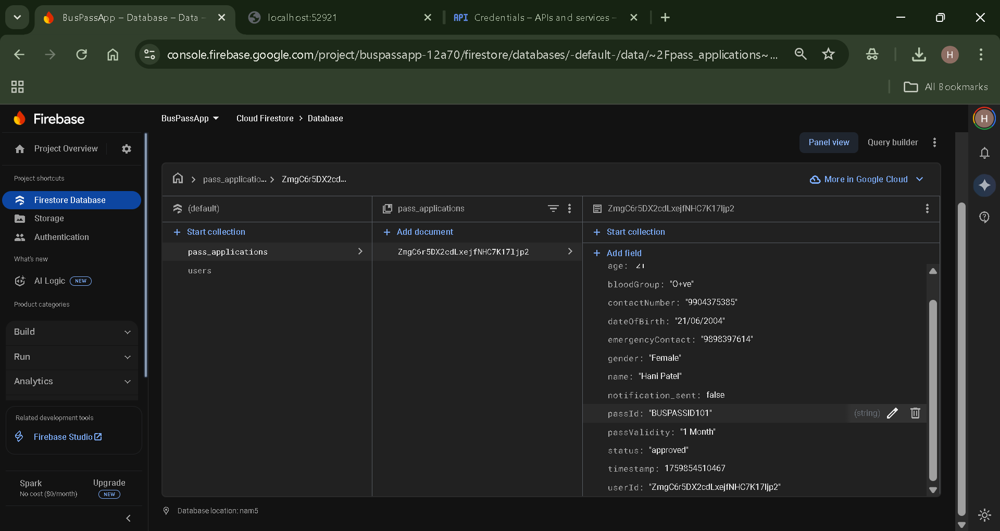 BusPassApp – Database – Data –
localhost:52921
API Credentials – APIs and services –
console.firebase.google.com/project/buspassapp-12a70/firestore/databases/-default-/data/~2Fpass_applications~...
H
All Bookmarks
Firebase
BusPassApp
Cloud Firestore > Database
H
Project Overview
Panel view
Query builder
Project shortcuts
pass_applicatio... > ZmgC6r5DX2cd...
More in Google Cloud
Firestore Database
(default)
pass_applications
ZmgC6r5DX2cdLxejfNHC7K17ljp2
Storage
+ Start collection
+ Add document
+ Start collection
Authentication
pass_applications
ZmgC6r5DX2cdLxejfNHC7K17ljp2
+ Add field
What's new
users
age: 21
AI Logic NEW
bloodGroup: "O+ve"
Product categories
contactNumber: "9904375385"
dateOfBirth: "21/06/2004"
Build
emergencyContact: "9898397614"
Run
gender: "Female"
Analytics
name: "Hani Patel"
notification_sent: false
Related development tools
passId: "BUSPASSID101" (string)
Firebase Studio
passValidity: "1 Month"
status: "approved"
timestamp: 1759854510467
userId: "ZmgC6r5DX2cdLxejfNHC7K17ljp2"
Spark
No cost ($0/month)
Upgrade
NEW
Database location: nam5